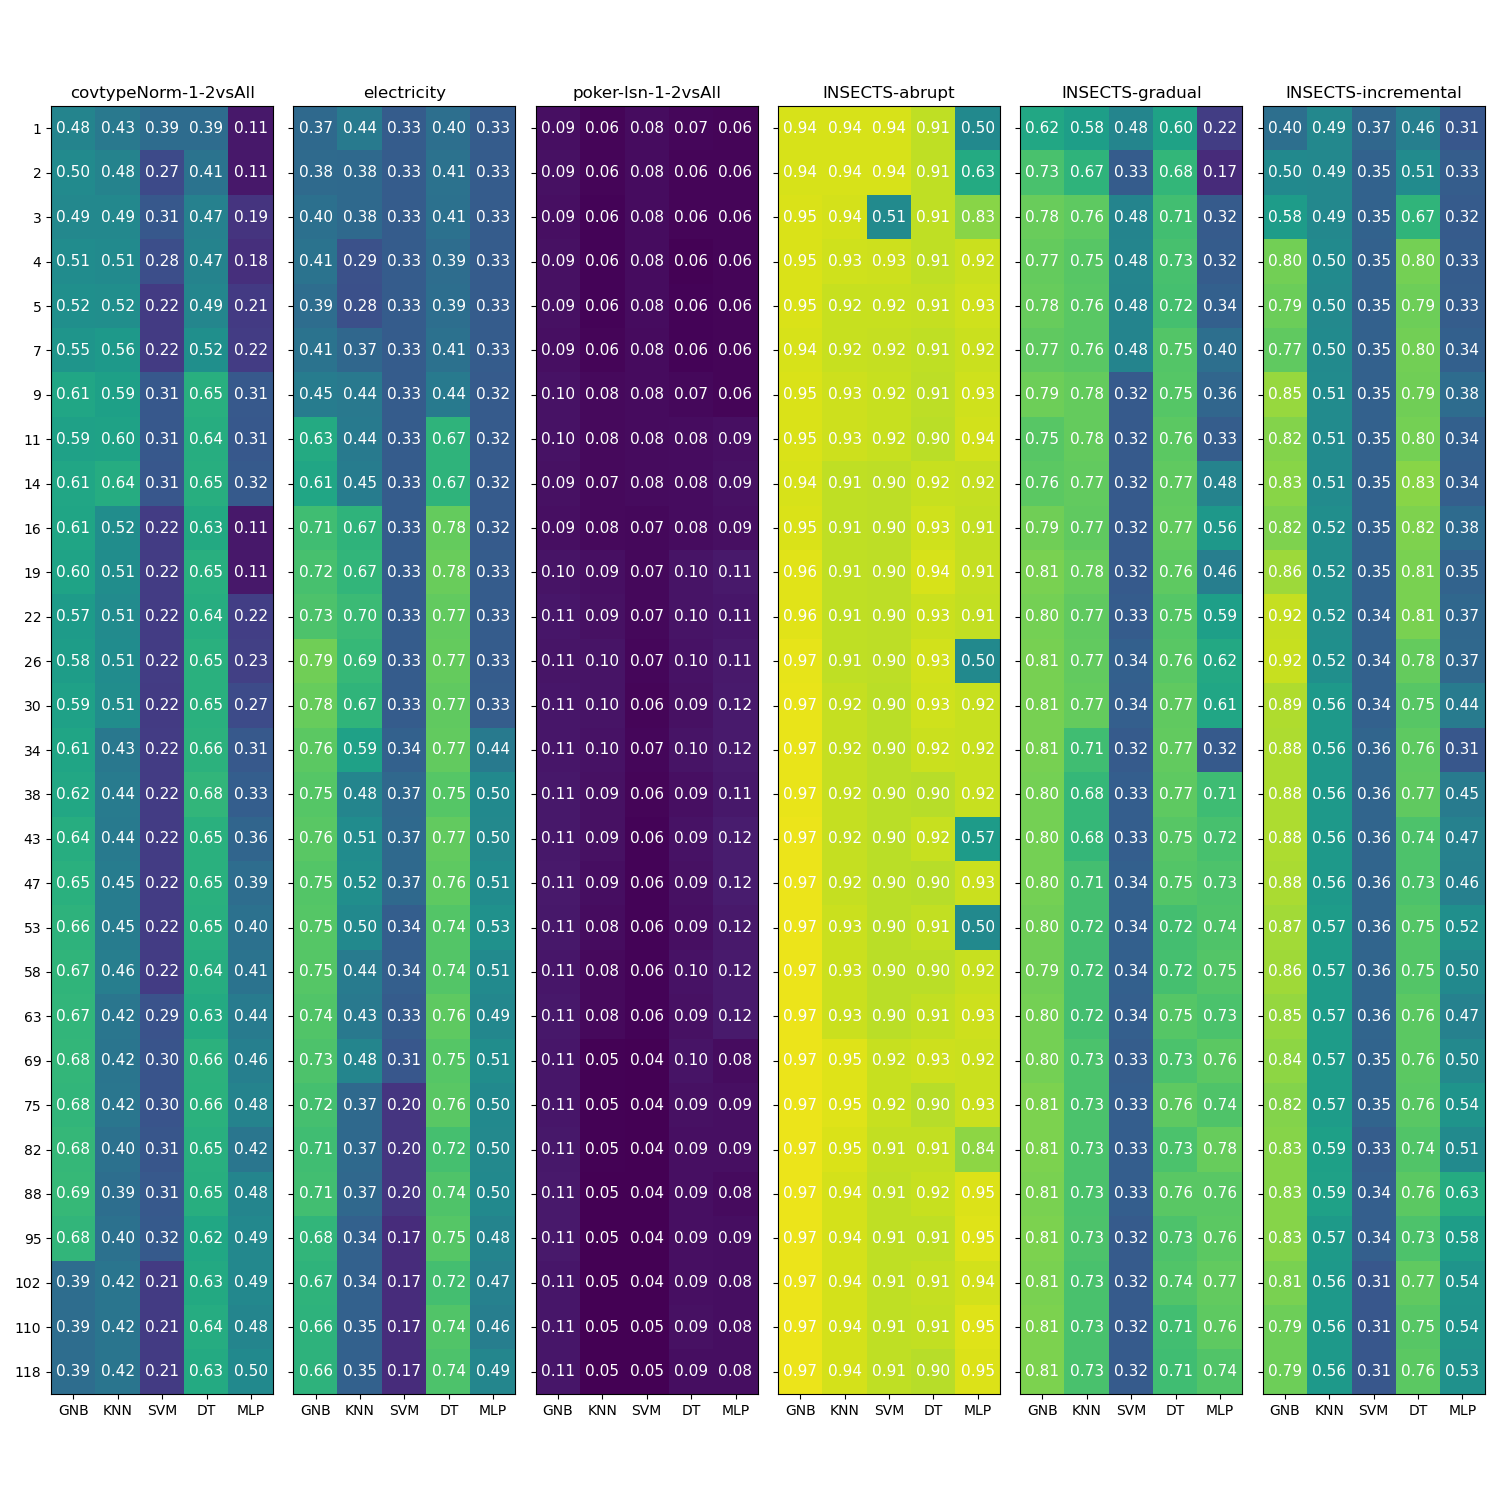 covtypeNorm-1-2vsAll electricity poker-lsn-1-2vsAll INSECTS-abrupt INSECTS-gradual INSECTS-incremental
1 0.48 0.43 0.39 0.39 0.11 0.37 0.44 0.33 0.40 0.33 0.09 0.06 0.08 0.07 0.06 0.94 0.94 0.94 0.91 0.50 0.62 0.58 0.48 0.60 0.22 0.40 0.49 0.37 0.46 0.31
2 0.50 0.48 0.27 0.41 0.11 0.38 0.38 0.33 0.41 0.33 0.09 0.06 0.08 0.06 0.06 0.94 0.94 0.94 0.91 0.63 0.73 0.67 0.33 0.68 0.17 0.50 0.49 0.35 0.51 0.33
3 0.49 0.49 0.31 0.47 0.19 0.40 0.38 0.33 0.41 0.33 0.09 0.06 0.08 0.06 0.06 0.95 0.94 0.51 0.91 0.83 0.78 0.76 0.48 0.71 0.32 0.58 0.49 0.35 0.67 0.32
4 0.51 0.51 0.28 0.47 0.18 0.41 0.29 0.33 0.39 0.33 0.09 0.06 0.08 0.06 0.06 0.95 0.93 0.93 0.91 0.92 0.77 0.75 0.48 0.73 0.32 0.80 0.50 0.35 0.80 0.33
5 0.52 0.52 0.22 0.49 0.21 0.39 0.28 0.33 0.39 0.33 0.09 0.06 0.08 0.06 0.06 0.95 0.92 0.92 0.91 0.93 0.78 0.76 0.48 0.72 0.34 0.79 0.50 0.35 0.79 0.33
7 0.55 0.56 0.22 0.52 0.22 0.41 0.37 0.33 0.41 0.33 0.09 0.06 0.08 0.06 0.06 0.94 0.92 0.92 0.91 0.92 0.77 0.76 0.48 0.75 0.40 0.77 0.50 0.35 0.80 0.34
9 0.61 0.59 0.31 0.65 0.31 0.45 0.44 0.33 0.44 0.32 0.10 0.08 0.08 0.07 0.06 0.95 0.93 0.92 0.91 0.93 0.79 0.78 0.32 0.75 0.36 0.85 0.51 0.35 0.79 0.38
11 0.59 0.60 0.31 0.64 0.31 0.63 0.44 0.33 0.67 0.32 0.10 0.08 0.08 0.08 0.09 0.95 0.93 0.92 0.90 0.94 0.75 0.78 0.32 0.76 0.33 0.82 0.51 0.35 0.80 0.34
14 0.61 0.64 0.31 0.65 0.32 0.61 0.45 0.33 0.67 0.32 0.09 0.07 0.08 0.08 0.09 0.94 0.91 0.90 0.92 0.92 0.76 0.77 0.32 0.77 0.48 0.83 0.51 0.35 0.83 0.34
16 0.61 0.52 0.22 0.63 0.11 0.71 0.67 0.33 0.78 0.32 0.09 0.08 0.07 0.08 0.09 0.95 0.91 0.90 0.93 0.91 0.79 0.77 0.32 0.77 0.56 0.82 0.52 0.35 0.82 0.38
19 0.60 0.51 0.22 0.65 0.11 0.72 0.67 0.33 0.78 0.33 0.10 0.09 0.07 0.10 0.11 0.96 0.91 0.90 0.94 0.91 0.81 0.78 0.32 0.76 0.46 0.86 0.52 0.35 0.81 0.35
22 0.57 0.51 0.22 0.64 0.22 0.73 0.70 0.33 0.77 0.33 0.11 0.09 0.07 0.10 0.11 0.96 0.91 0.90 0.93 0.91 0.80 0.77 0.33 0.75 0.59 0.92 0.52 0.34 0.81 0.37
26 0.58 0.51 0.22 0.65 0.23 0.79 0.69 0.33 0.77 0.33 0.11 0.10 0.07 0.10 0.11 0.97 0.91 0.90 0.93 0.50 0.81 0.77 0.34 0.76 0.62 0.92 0.52 0.34 0.78 0.37
30 0.59 0.51 0.22 0.65 0.27 0.78 0.67 0.33 0.77 0.33 0.11 0.10 0.06 0.09 0.12 0.97 0.92 0.90 0.93 0.92 0.81 0.77 0.34 0.77 0.61 0.89 0.56 0.34 0.75 0.44
34 0.61 0.43 0.22 0.66 0.31 0.76 0.59 0.34 0.77 0.44 0.11 0.10 0.07 0.10 0.12 0.97 0.92 0.90 0.92 0.92 0.81 0.71 0.32 0.77 0.32 0.88 0.56 0.36 0.76 0.31
38 0.62 0.44 0.22 0.68 0.33 0.75 0.48 0.37 0.75 0.50 0.11 0.09 0.06 0.09 0.11 0.97 0.92 0.90 0.90 0.92 0.80 0.68 0.33 0.77 0.71 0.88 0.56 0.36 0.77 0.45
43 0.64 0.44 0.22 0.65 0.36 0.76 0.51 0.37 0.77 0.50 0.11 0.09 0.06 0.09 0.12 0.97 0.92 0.90 0.92 0.57 0.80 0.68 0.33 0.75 0.72 0.88 0.56 0.36 0.74 0.47
47 0.65 0.45 0.22 0.65 0.39 0.75 0.52 0.37 0.76 0.51 0.11 0.09 0.06 0.09 0.12 0.97 0.92 0.90 0.90 0.93 0.80 0.71 0.34 0.75 0.73 0.88 0.56 0.36 0.73 0.46
53 0.66 0.45 0.22 0.65 0.40 0.75 0.50 0.34 0.74 0.53 0.11 0.08 0.06 0.09 0.12 0.97 0.93 0.90 0.91 0.50 0.80 0.72 0.34 0.72 0.74 0.87 0.57 0.36 0.75 0.52
58 0.67 0.46 0.22 0.64 0.41 0.75 0.44 0.34 0.74 0.51 0.11 0.08 0.06 0.10 0.12 0.97 0.93 0.90 0.90 0.92 0.79 0.72 0.34 0.72 0.75 0.86 0.57 0.36 0.75 0.50
63 0.67 0.42 0.29 0.63 0.44 0.74 0.43 0.33 0.76 0.49 0.11 0.08 0.06 0.09 0.12 0.97 0.93 0.90 0.91 0.93 0.80 0.72 0.34 0.75 0.73 0.85 0.57 0.36 0.76 0.47
69 0.68 0.42 0.30 0.66 0.46 0.73 0.48 0.31 0.75 0.51 0.11 0.05 0.04 0.10 0.08 0.97 0.95 0.92 0.93 0.92 0.80 0.73 0.33 0.73 0.76 0.84 0.57 0.35 0.76 0.50
75 0.68 0.42 0.30 0.66 0.48 0.72 0.37 0.20 0.76 0.50 0.11 0.05 0.04 0.09 0.09 0.97 0.95 0.92 0.90 0.93 0.81 0.73 0.33 0.76 0.74 0.82 0.57 0.35 0.76 0.54
82 0.68 0.40 0.31 0.65 0.42 0.71 0.37 0.20 0.72 0.50 0.11 0.05 0.04 0.09 0.09 0.97 0.95 0.91 0.91 0.84 0.81 0.73 0.33 0.73 0.78 0.83 0.59 0.33 0.74 0.51
88 0.69 0.39 0.31 0.65 0.48 0.71 0.37 0.20 0.74 0.50 0.11 0.05 0.04 0.09 0.08 0.97 0.94 0.91 0.92 0.95 0.81 0.73 0.33 0.76 0.76 0.83 0.59 0.34 0.76 0.63
95 0.68 0.40 0.32 0.62 0.49 0.68 0.34 0.17 0.75 0.48 0.11 0.05 0.04 0.09 0.09 0.97 0.94 0.91 0.91 0.95 0.81 0.73 0.32 0.73 0.76 0.83 0.57 0.34 0.73 0.58
102 0.39 0.42 0.21 0.63 0.49 0.67 0.34 0.17 0.72 0.47 0.11 0.05 0.04 0.09 0.08 0.97 0.94 0.91 0.91 0.94 0.81 0.73 0.32 0.74 0.77 0.81 0.56 0.31 0.77 0.54
110 0.39 0.42 0.21 0.64 0.48 0.66 0.35 0.17 0.74 0.46 0.11 0.05 0.05 0.09 0.08 0.97 0.94 0.91 0.91 0.95 0.81 0.73 0.32 0.71 0.76 0.79 0.56 0.31 0.75 0.54
118 0.39 0.42 0.21 0.63 0.50 0.66 0.35 0.17 0.74 0.49 0.11 0.05 0.05 0.09 0.08 0.97 0.94 0.91 0.90 0.95 0.81 0.73 0.32 0.71 0.74 0.79 0.56 0.31 0.76 0.53
GNB KNN SVM DT MLP GNB KNN SVM DT MLP GNB KNN SVM DT MLP GNB KNN SVM DT MLP GNB KNN SVM DT MLP GNB KNN SVM DT MLP